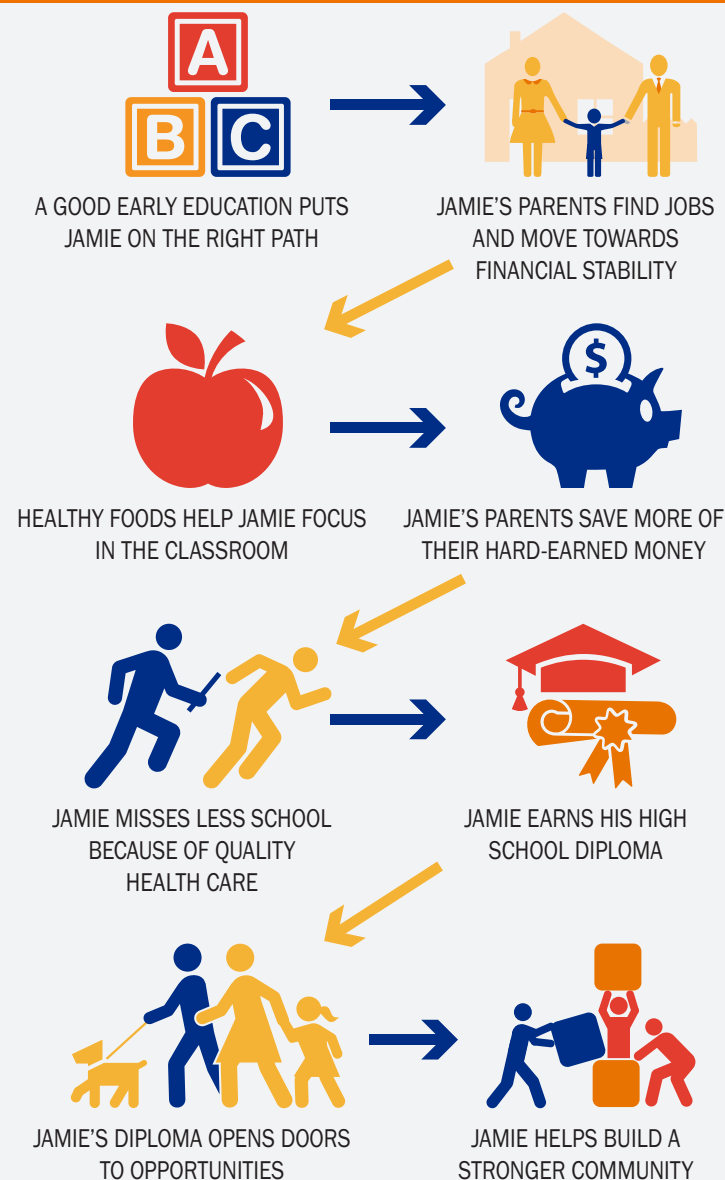 A
B C
A GOOD EARLY EDUCATION PUTS
JAMIE ON THE RIGHT PATH
JAMIE'S PARENTS FIND JOBS
AND MOVE TOWARDS
FINANCIAL STABILITY
$
HEALTHY FOODS HELP JAMIE FOCUS
IN THE CLASSROOM
JAMIE'S PARENTS SAVE MORE OF
THEIR HARD-EARNED MONEY
JAMIE MISSES LESS SCHOOL
BECAUSE OF QUALITY
HEALTH CARE
JAMIE EARNS HIS HIGH
SCHOOL DIPLOMA
JAMIE'S DIPLOMA OPENS DOORS
TO OPPORTUNITIES
JAMIE HELPS BUILD A
STRONGER COMMUNITY